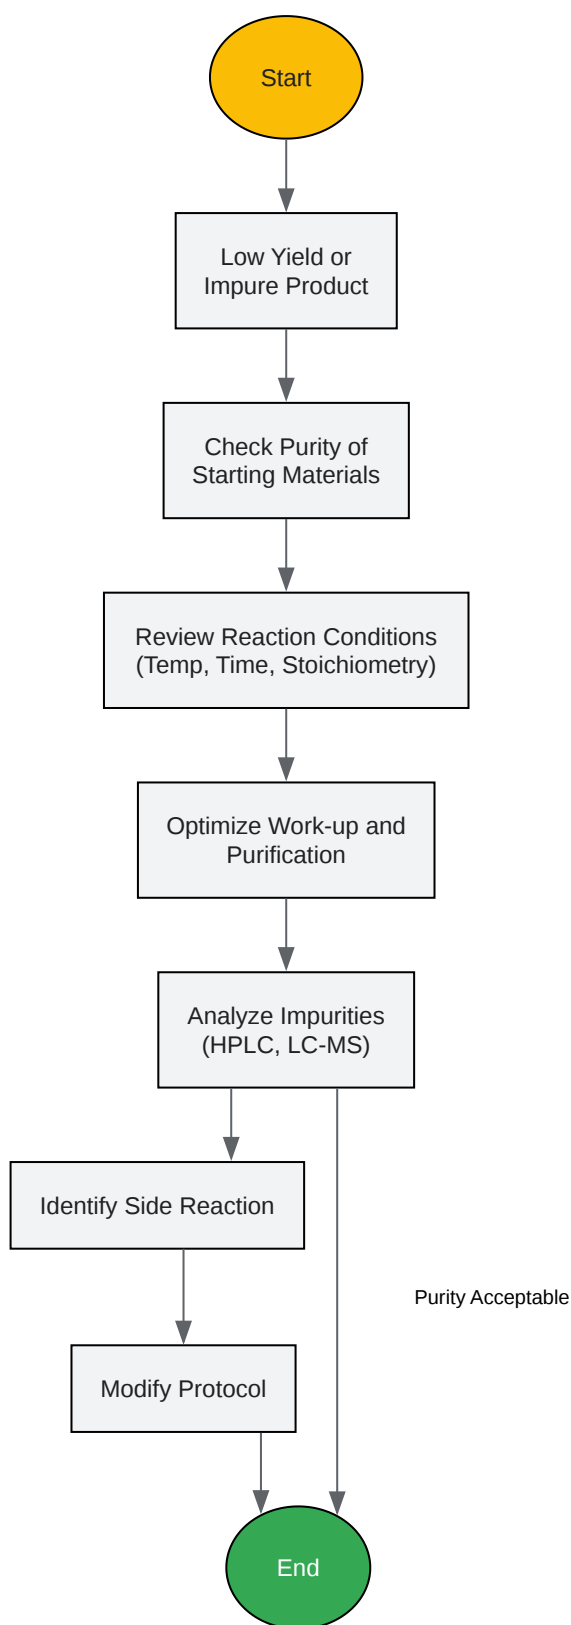 Start
Low Yield or
Impure Product
Check Purity of
Starting Materials
Review Reaction Conditions
(Temp, Time, Stoichiometry)
Optimize Work-up and
Purification
Analyze Impurities
(HPLC, LC-MS)
Identify Side Reaction
Purity Acceptable
Modify Protocol
End